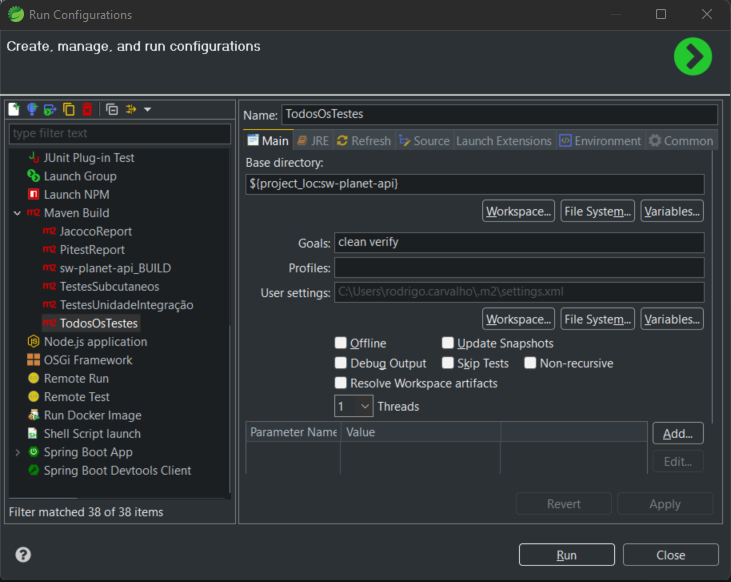 Run Configurations
Create, manage, and run configurations
type filter text
JUnit Plug-in Test
Launch Group
Launch NPM
Maven Build
JacocoReport
PitestReport
sw-planet-api_BUILD
TestesSubcutaneos
TestesUnidadeIntegração
TodosOsTestes
Node.js application
OSGi Framework
Remote Run
Remote Test
Run Docker Image
Shell Script launch
Spring Boot App
Spring Boot Devtools Client
Filter matched 38 of 38 items
Name: TodosOsTestes
Main JRE Refresh Source Launch Extensions Environment Common
Base directory:
${project_loc:sw-planet-api}
Workspace... File System... Variables...
Goals: clean verify
Profiles:
User settings: C:\Users\rodrigo.carvalho\.m2\settings.xml
Workspace... File System... Variables...
Offline Update Snapshots
Debug Output Skip Tests Non-recursive
Resolve Workspace artifacts
1 Threads
Parameter Name Value Add...
Edit...
Revert Apply
Run Close